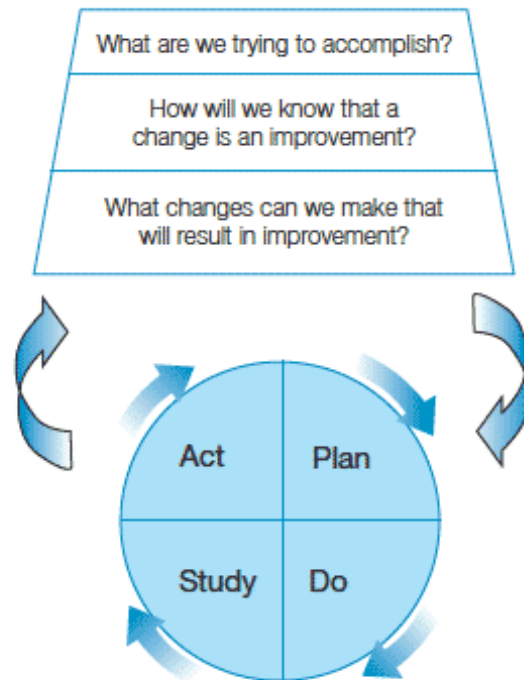 What are we trying to accomplish?
How will we know that a
change is an improvement?
What changes can we make that
will result in improvement?
Act
Plan
Study
Do